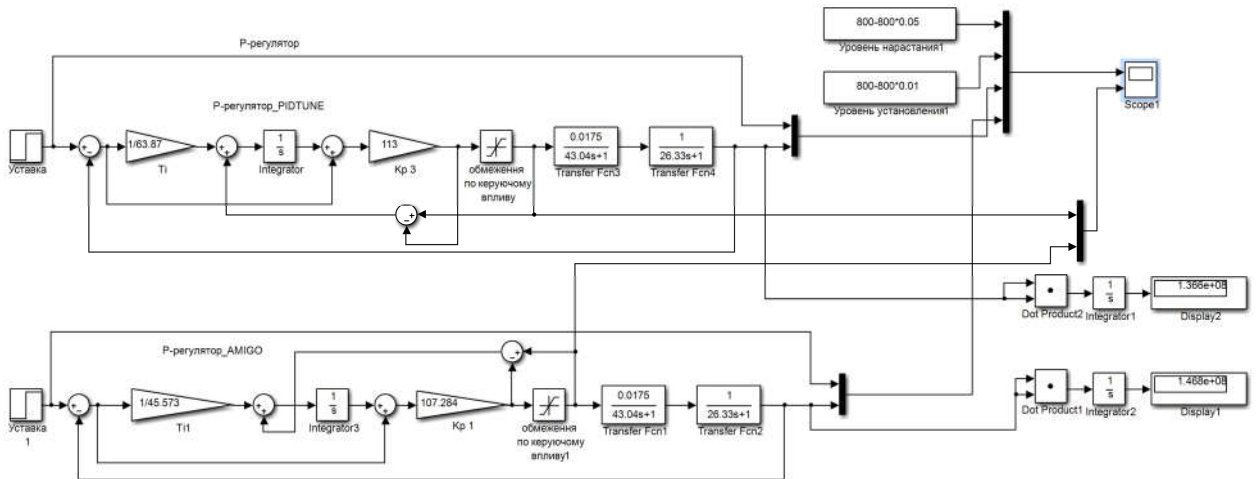 P-регулятор
800-800*0.05
Уровень нарастания1
Scope1
P-регулятор_PIDTUNE
800-800*0.01
Уровень установления1
Уставка
1/63.87
Ti
1
s
Integrator
113
Kp 3
обмеження
по керуючому
впливу
0.0175
43.04s+1
Transfer Fcn3
1
26.33s+1
Transfer Fcn4
Dot Product2
1
s
Integrator1
1.366e+08
Display2
P-регулятор_AMIGO
Уставка
1
1/45.573
Ti1
1
s
Integrator3
107.284
Kp 1
обмеження
по керуючому
впливу1
0.0175
43.04s+1
Transfer Fcn1
1
26.33s+1
Transfer Fcn2
Dot Product1
1
s
Integrator2
1.468e+08
Display1